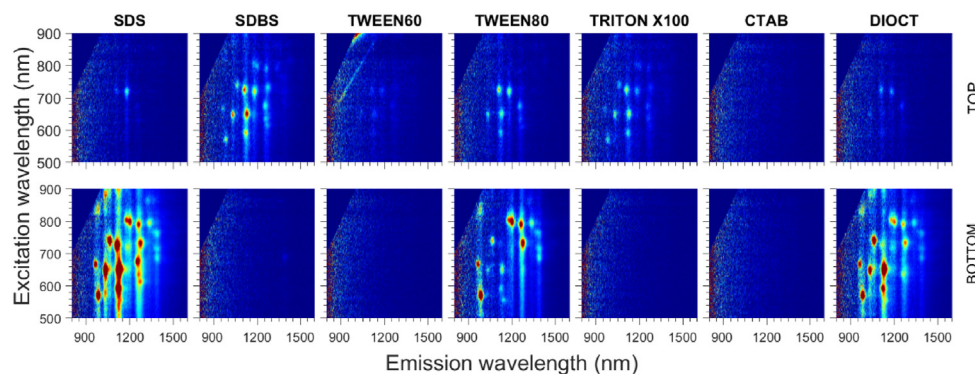 SDS SDBS TWEEN60 TWEEN80 TRITON X100 CTAB DIOCT
900
800
700
600
500
TOP
900
800
700
600
500
BOTTOM
Excitation wavelength (nm)
900 1200 1500 900 1200 1500 900 1200 1500 900 1200 1500 900 1200 1500 900 1200 1500 900 1200 1500
Emission wavelength (nm)